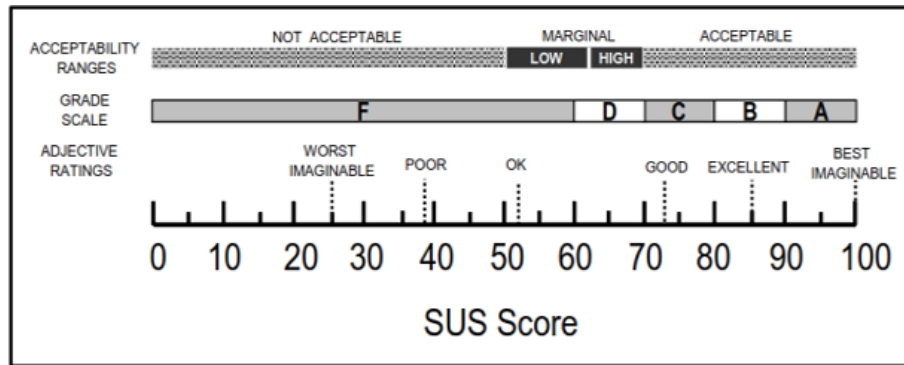 ACCEPTABILITY RANGES
NOT ACCEPTABLE
MARGINAL
ACCEPTABLE
LOW
HIGH
GRADE SCALE
F
D
C
B
A
ADJECTIVE RATINGS
WORST IMAGINABLE
POOR
OK
GOOD
EXCELLENT
BEST IMAGINABLE
0 10 20 30 40 50 60 70 80 90 100
SUS Score